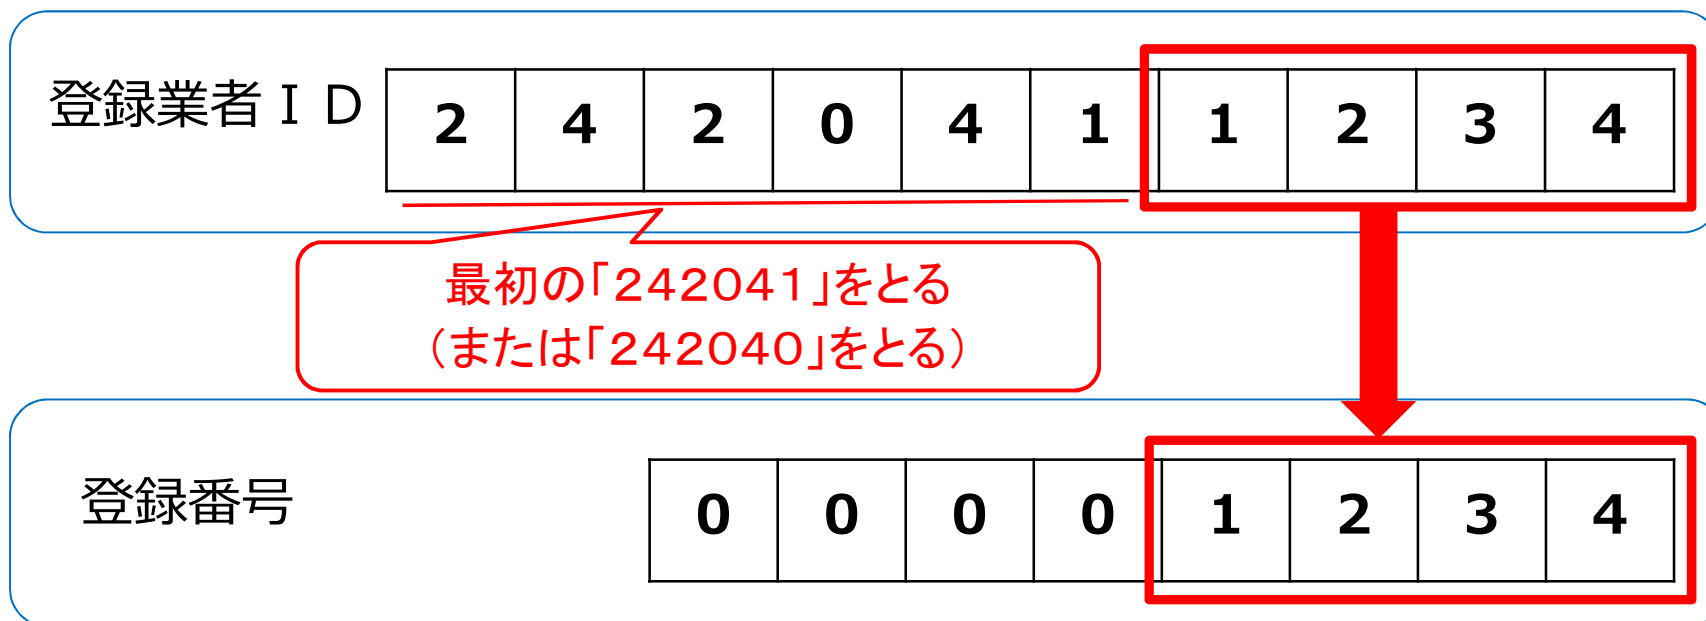 登録業者ＩＤ 2 4 2 0 4 1 1 2 3 4
最初の「２４２０４１」をとる
（または「２４２０４０」をとる）
登録番号 0 0 0 0 1 2 3 4